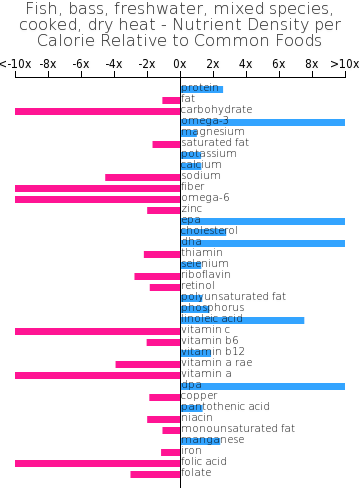 Fish, bass, freshwater, mixed species,
cooked, dry heat - Nutrient Density per
Calorie Relative to Common Foods
<-10x -8x -6x -4x -2x 0x 2x 4x 6x 8x >10x
protein
fat
carbohydrate
omega-3
magnesium
saturated fat
potassium
calcium
sodium
fiber
omega-6
zinc
epa
cholesterol
dha
thiamin
selenium
riboflavin
retinol
polyunsaturated fat
phosphorus
linoleic acid
vitamin c
vitamin b6
vitamin b12
vitamin a rae
vitamin a
dpa
copper
pantothenic acid
niacin
monounsaturated fat
manganese
iron
folic acid
folate